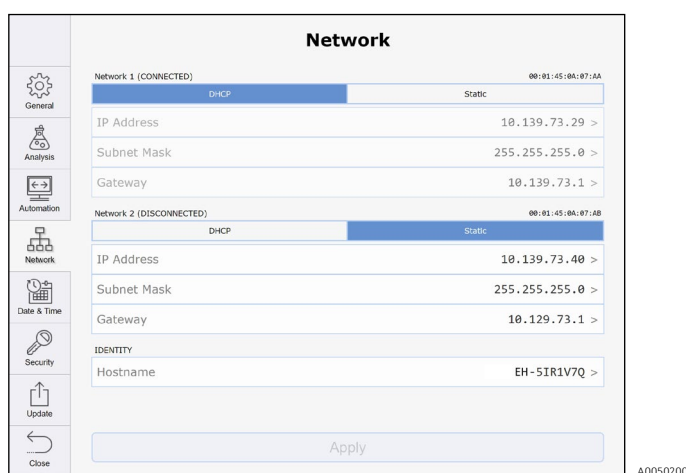 Network
General
Analysis
Automation
Network
Date & Time
Security
Update
Close
Network 1 (CONNECTED) 00:01:45:0A:07:AA
DHCP Static
IP Address 10.139.73.29 >
Subnet Mask 255.255.255.0 >
Gateway 10.139.73.1 >
Network 2 (DISCONNECTED) 00:01:45:0A:07:AB
DHCP Static
IP Address 10.139.73.40 >
Subnet Mask 255.255.255.0 >
Gateway 10.129.73.1 >
IDENTITY
Hostname EH-5IR1V7Q >
Apply
A0050200